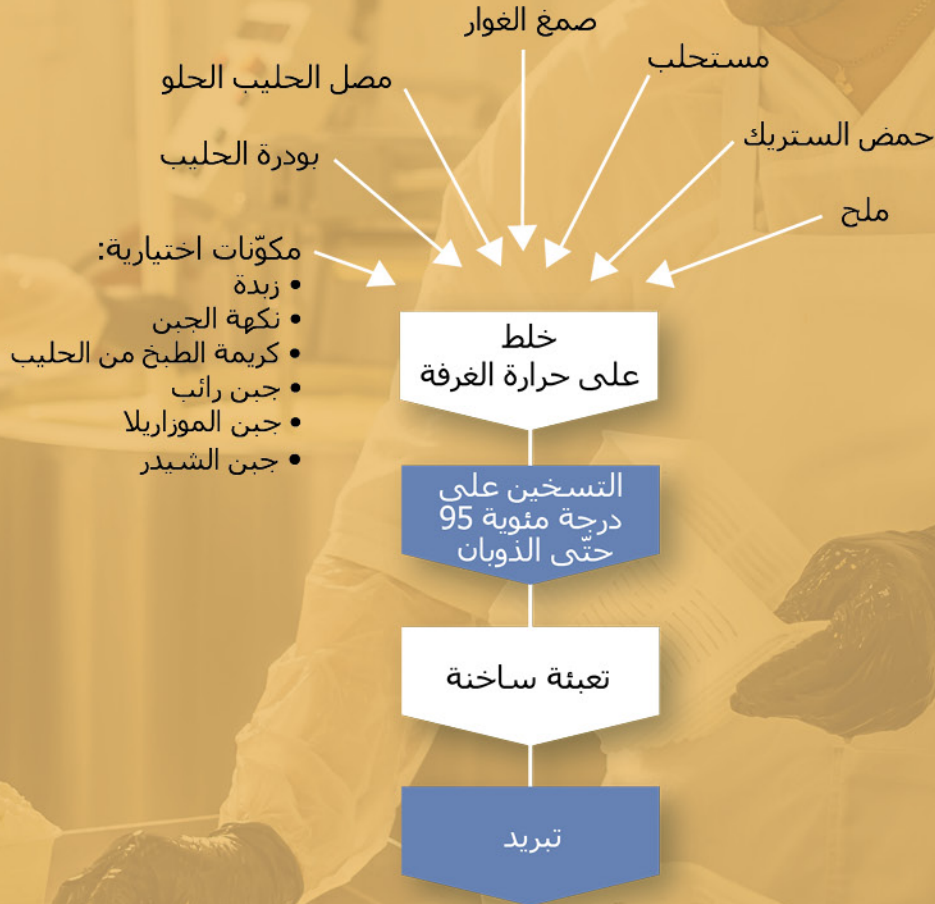 صمغ الغوار
مستحلب
مصل الحليب الحلو
حمض الستريك
بودرة الحليب
ملح
مكوّنات اختيارية:
• زبدة
• نكهة الجبن
• كريمة الطبخ من الحليب
• جبن رائب
• جبن الموزاريلا
• جبن الشيدر
خلط
على حرارة الغرفة
التسخين على
درجة مئوية 95
حتّى الذوبان
تعبئة ساخنة
تبريد